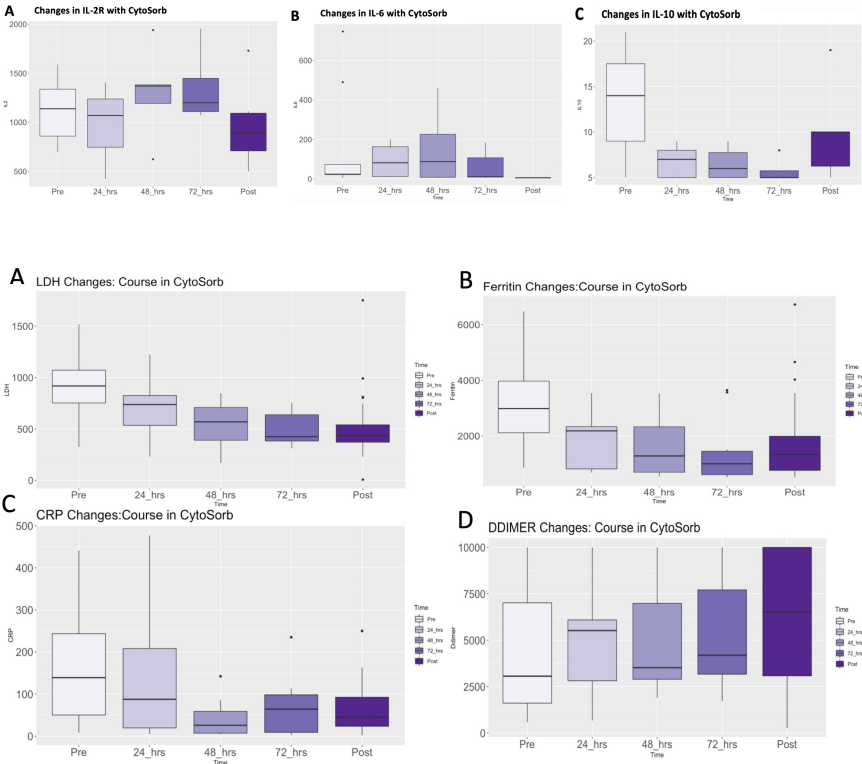 A
Changes in IL-2R with CytoSorb
2000
1500
1000
500
IL2
Pre
24_hrs
48_hrs
72_hrs
Post
B
Changes in IL-6 with CytoSorb
600
400
200
0
IL6
Pre
24_hrs
48_hrs
72_hrs
Post
Time
C
Changes in IL-10 with CytoSorb
20
15
10
5
IL10
Pre
24_hrs
48_hrs
72_hrs
Post
Time
A
LDH Changes: Course in CytoSorb
1500
1000
500
0
LDH
Pre
24_hrs
48_hrs
72_hrs
Post
Time
Time
Pre
24_hrs
48_hrs
72_hrs
Post
B
Ferritin Changes:Course in CytoSorb
6000
4000
2000
Ferritin
Pre
24_hrs
48_hrs
72_hrs
Post
Time
Time
P
24
48
72
P
C
CRP Changes:Course in CytoSorb
500
400
300
200
100
0
CRP
Pre
24_hrs
48_hrs
72_hrs
Post
Time
Time
Pre
24_hrs
48_hrs
72_hrs
Post
D
DDIMER Changes: Course in CytoSorb
10000
7500
5000
2500
0
Ddimer
Pre
24_hrs
48_hrs
72_hrs
Post
Time
Time
Pre
24_hrs
48_hrs
72_hrs
Post